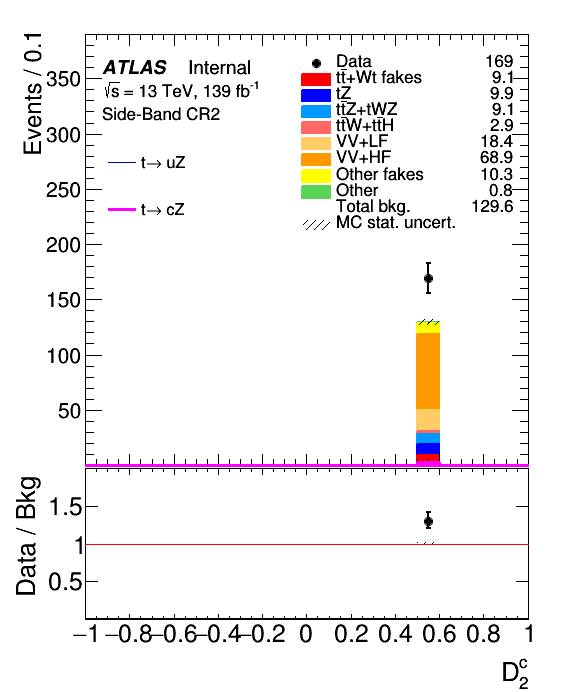 Events / 0.1
350
300
250
200
150
100
50
ATLAS Internal
√s = 13 TeV, 139 fb⁻¹
Side-Band CR2
t→ uZ
t→ cZ
Data 169
tt̄+Wt fakes 9.1
tZ 9.9
tt̄Z+tWZ 9.1
tt̄W+tt̄H 2.9
VV+LF 18.4
VV+HF 68.9
Other fakes 10.3
Other 0.8
Total bkg. 129.6
MC stat. uncert.
Data / Bkg
1.5
1
0.5
−1 −0.8 −0.6 −0.4 −0.2 0 0.2 0.4 0.6 0.8 1
D₂ᶜ